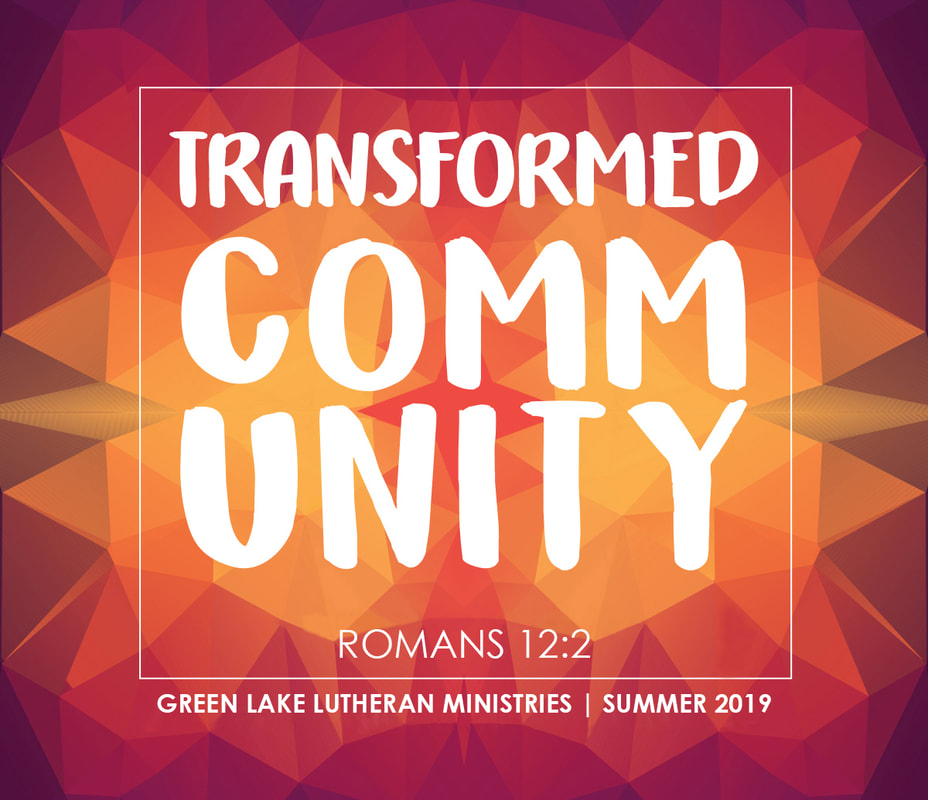 TRANSFORMED
COMM
UNITY
ROMANS 12:2
GREEN LAKE LUTHERAN MINISTRIES | SUMMER 2019